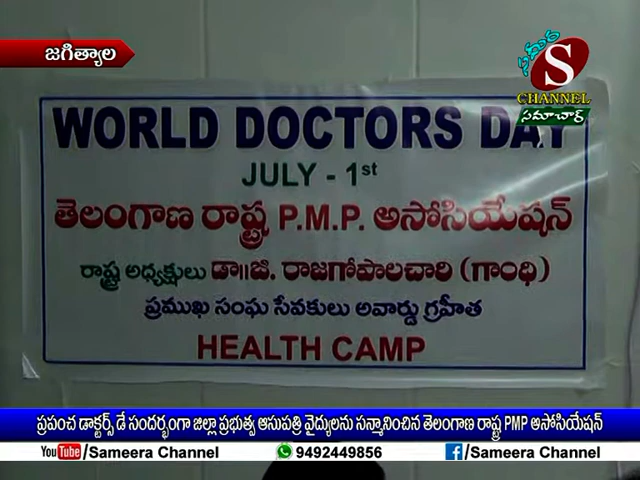 జగిత్యాల
సమీర
S
CHANNEL
సమాచార్
WORLD DOCTORS DAY
JULY - 1st
తెలంగాణ రాష్ట్ర P.M.P. అసోసియేషన్
రాష్ట్ర అధ్యక్షులు డా॥జి. రాజగోపాలచారి (గాంధి)
ప్రముఖ సంఘ సేవకులు అవార్డు గ్రహీత
HEALTH CAMP
ప్రపంచ డాక్టర్స్ డే సందర్భంగా జిల్లా ప్రభుత్వ ఆసుపత్రి వైద్యులను సన్మానించిన తెలంగాణ రాష్ట్ర PMP అసోసియేషన్
YouTube /Sameera Channel 9492449856 f /Sameera Channel